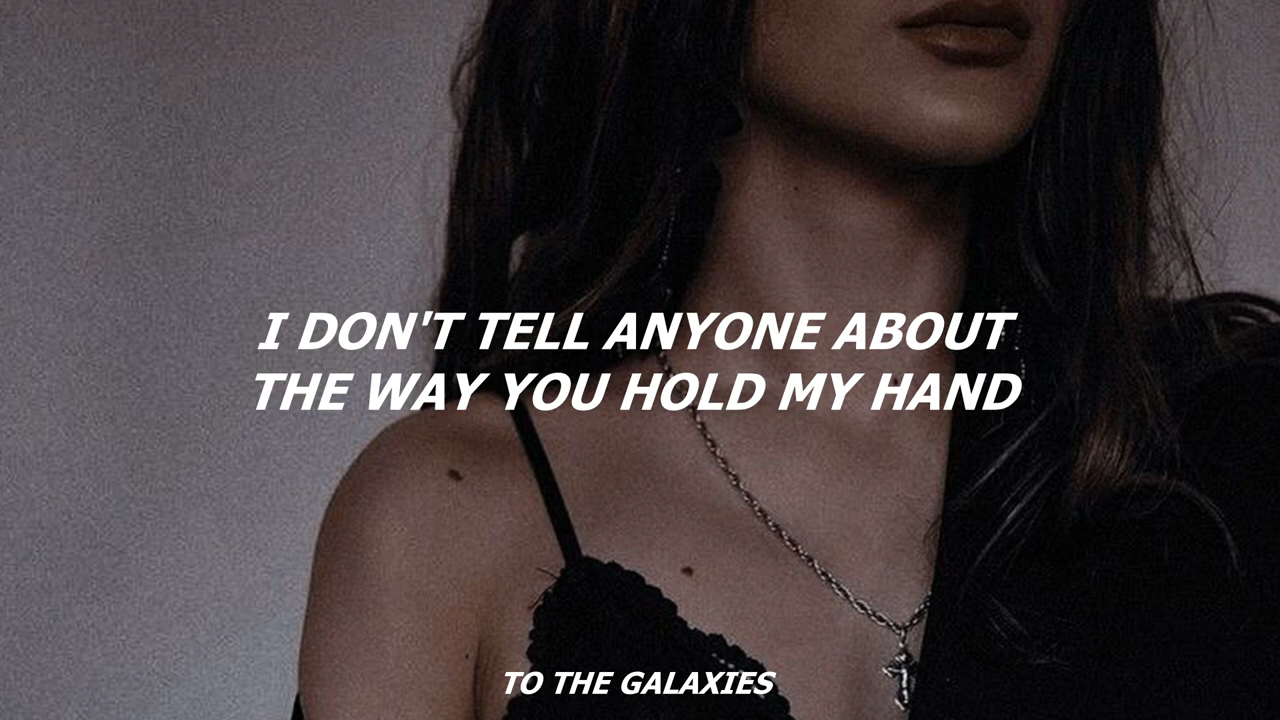 I DON'T TELL ANYONE ABOUT
THE WAY YOU HOLD MY HAND
TO THE GALAXIES